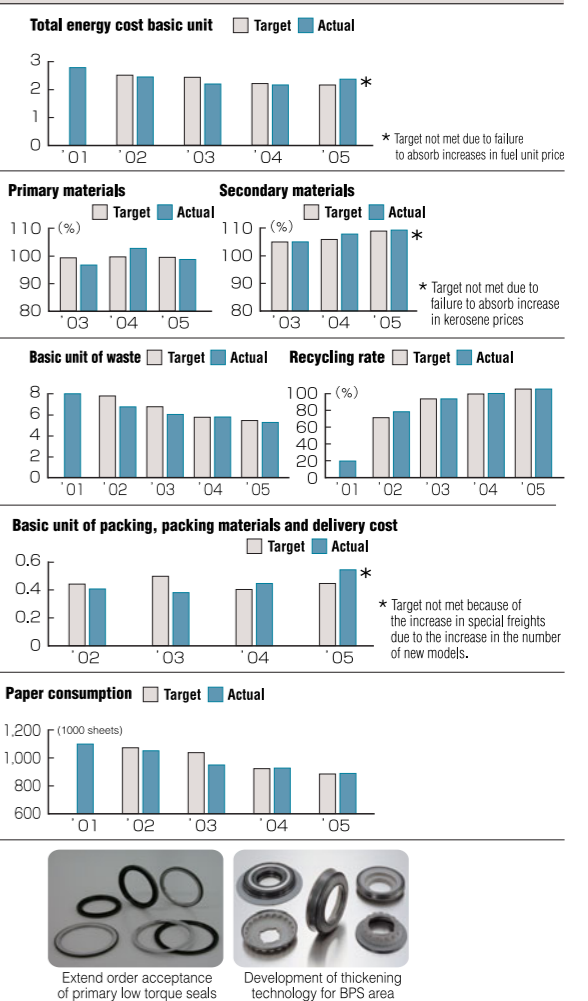 Total energy cost basic unit Target Actual
3
2
1
0
*
'01 '02 '03 '04 '05
* Target not met due to failure
to absorb increases in fuel unit price
Primary materials
Target Actual
110 (%)
100
90
80
'03 '04 '05
Secondary materials
Target Actual
110 (%)
100
90
80
*
'03 '04 '05
* Target not met due to
failure to absorb increase
in kerosene prices
Basic unit of waste Target Actual
8
6
4
2
0
'01 '02 '03 '04 '05
Recycling rate Target Actual
100 (%)
80
60
40
20
0
'01 '02 '03 '04 '05
Basic unit of packing, packing materials and delivery cost
Target Actual
0.6
0.4
0.2
0
*
'02 '03 '04 '05
* Target not met because of
the increase in special freights
due to the increase in the number
of new models.
Paper consumption Target Actual
1,200 (1000 sheets)
1,000
800
600
'01 '02 '03 '04 '05
Extend order acceptance
of primary low torque seals
Development of thickening
technology for BPS area